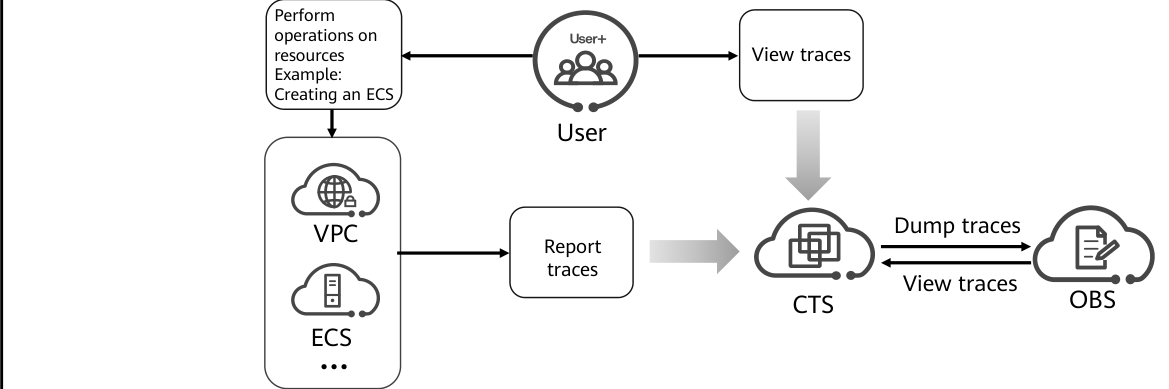 Perform
operations on
resources
Example:
Creating an ECS
User+
User
View traces
VPC
ECS
...
Report
traces
CTS
Dump traces
View traces
OBS